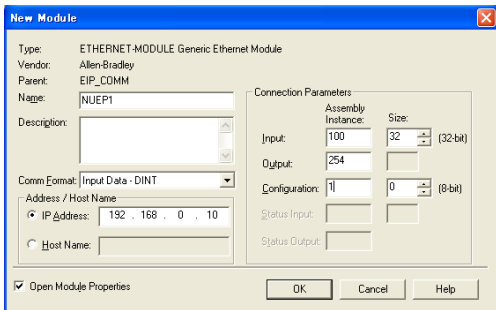 New Module
Type: ETHERNET-MODULE Generic Ethernet Module
Vendor: Allen-Bradley
Parent: EIP_COMM
Name: NUEP1
Description:
Comm Format: Input Data - DINT
Address / Host Name
IP Address: 192 . 168 . 0 . 10
Host Name:
Connection Parameters
Assembly
Instance: Size:
Input: 100 32 (32-bit)
Output: 254
Configuration: 1 0 (8-bit)
Status Input:
Status Output:
Open Module Properties
OK Cancel Help